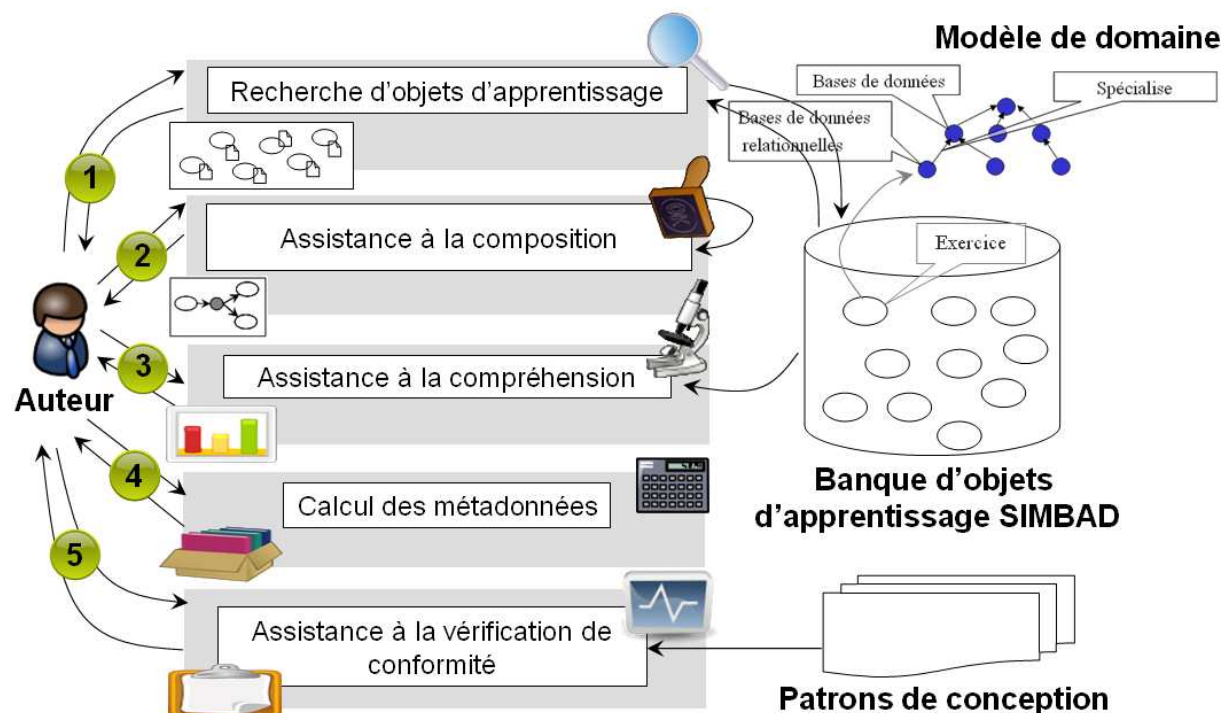 Modèle de domaine
Bases de données
Spécialise
Recherche d'objets d'apprentissage
Bases de données
relationnelles
1
2
Assistance à la composition
Exercice
3
Assistance à la compréhension
Auteur
4
Calcul des métadonnées
Banque d'objets
d'apprentissage SIMBAD
5
Assistance à la vérification de
conformité
Patrons de conception